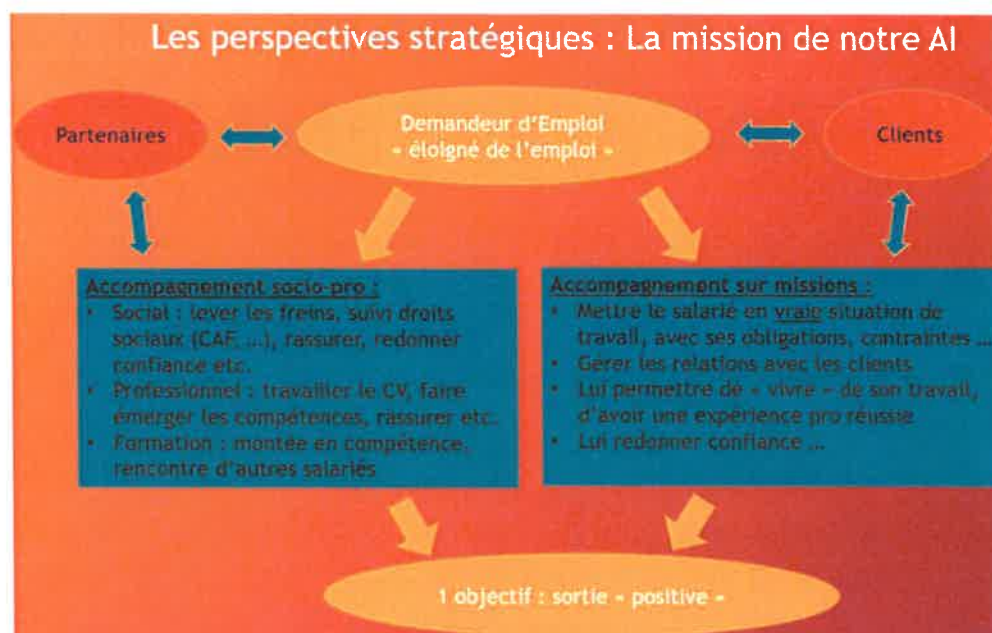 Les perspectives stratégiques : La mission de notre AI
Partenaires
Demandeur d'Emploi
« éloigné de l'emploi »
Clients
Accompagnement socio-pro :
• Social : lever les freins, suivi droits
sociaux (CAF, ...), rassurer, redonner
confiance etc.
• Professionnel : travailler le CV, faire
émerger les compétences, rassurer etc.
• Formation : montée en compétence,
rencontre d'autres salariés
Accompagnement sur missions :
• Mettre le salarié en vraie situation de
travail, avec ses obligations, contraintes ...
• Gérer les relations avec les clients
• Lui permettre de « vivre » de son travail,
d'avoir une expérience pro réussie
• Lui redonner confiance ...
1 objectif : sortie « positive »